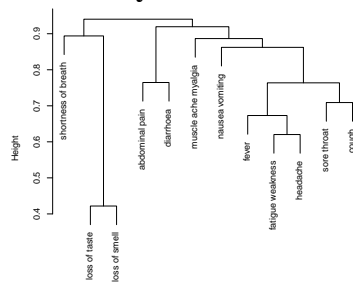 Height
0.9
0.8
0.7
0.6
0.5
0.4
shortness of breath
loss of taste
loss of smell
abdominal pain
diarrhoea
muscle ache myalgia
nausea vomiting
fever
fatigue weakness
headache
sore throat
cough